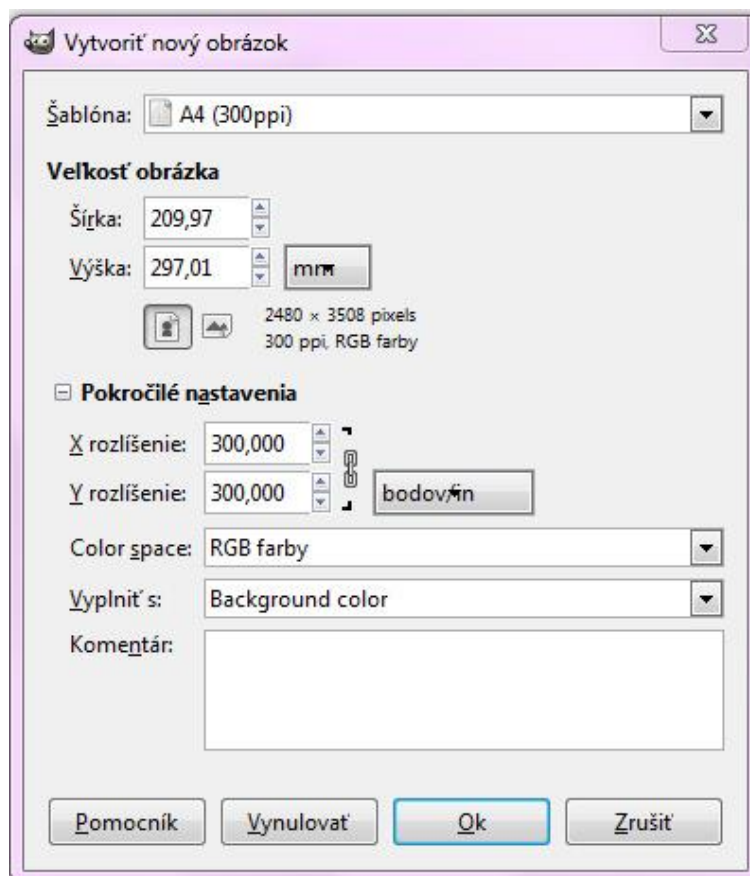 Vytvoriť nový obrázok
Šablóna: A4 (300ppi)
Veľkosť obrázka
Šírka: 209,97
Výška: 297,01 mm
2480 × 3508 pixels
300 ppi, RGB farby
Pokročilé nastavenia
X rozlíšenie: 300,000
Y rozlíšenie: 300,000 bodov/in
Color space: RGB farby
Vyplniť s: Background color
Komentár:
Pomocník Vynulovať Ok Zrušiť